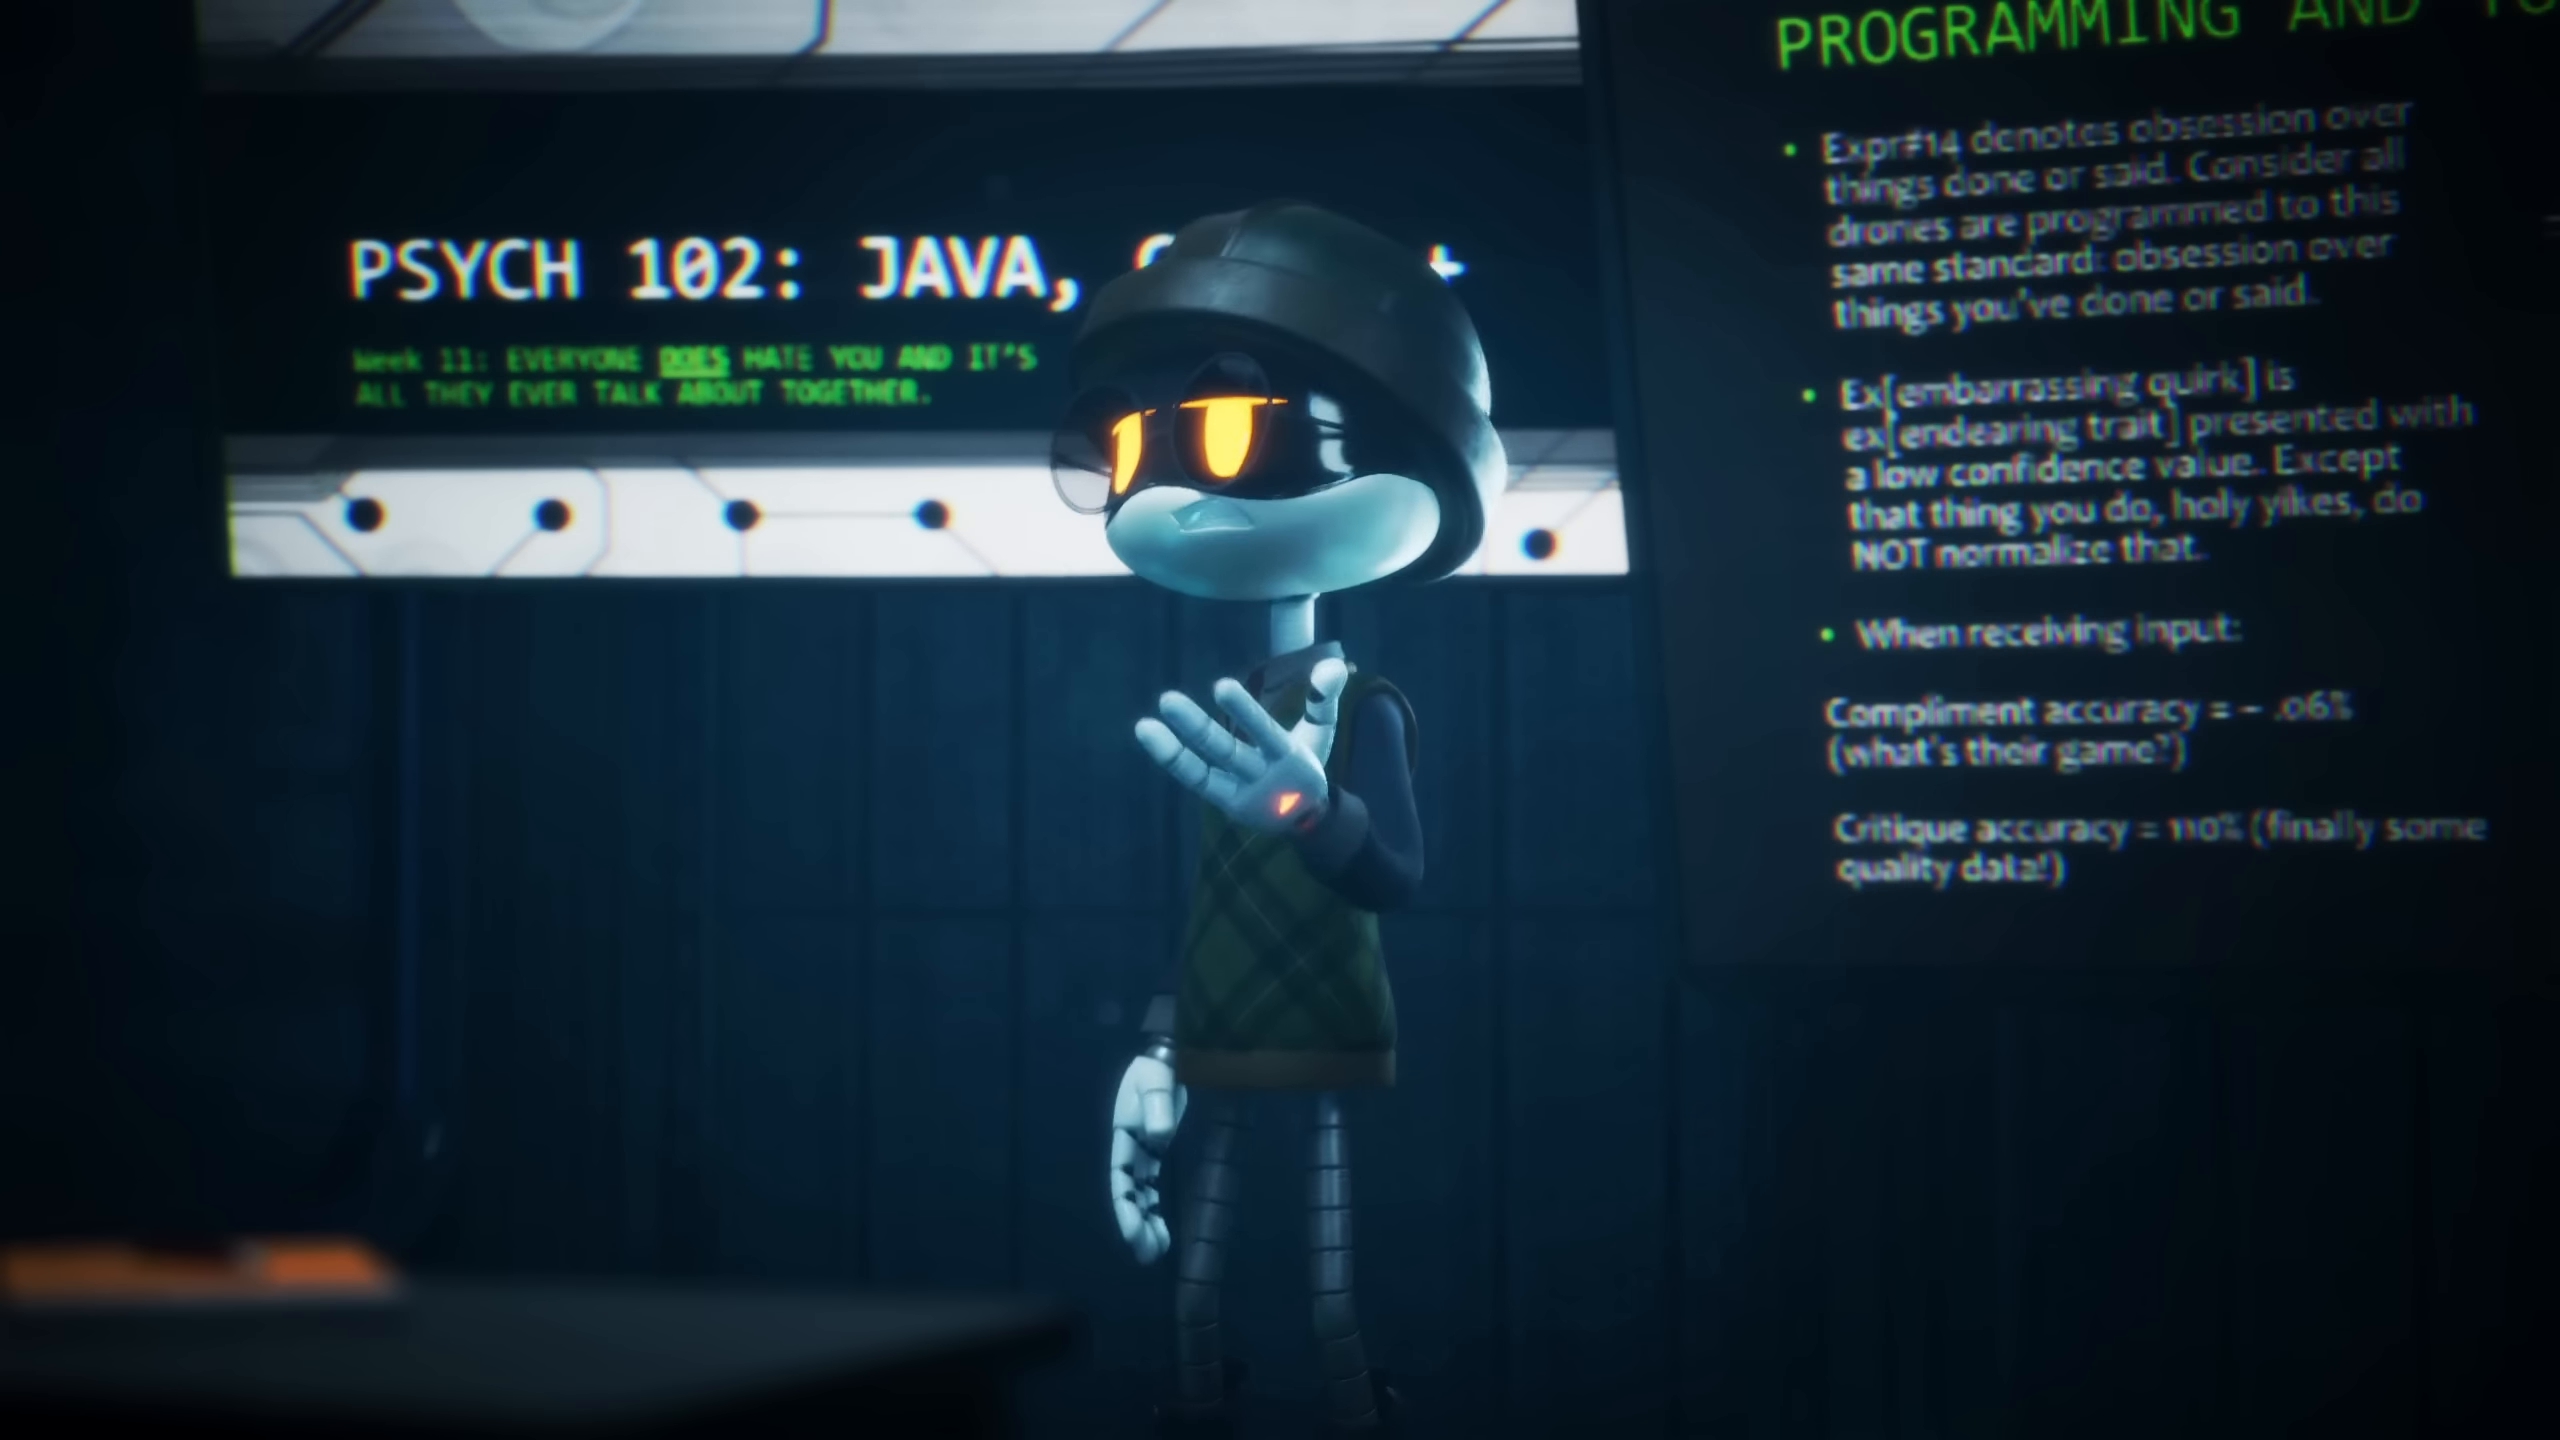 PSYCH 102: JAVA,
Week 11: EVERYONE DOES HATE YOU AND IT'S
ALL THEY EVER TALK ABOUT TOGETHER.
PROGRAMMING AND
• Expr#14 denotes obsession over
things done or said. Consider all
drones are programmed to this
same standard: obsession over
things you've done or said.
• Ex[embarrassing quirk] is
ex[endearing trait] presented with
a low confidence value. Except
that thing you do, holy yikes, do
NOT normalize that.
• When receiving input:
Compliment accuracy = - .06%
(what's their game?)
Critique accuracy = 110% (finally some
quality data!)